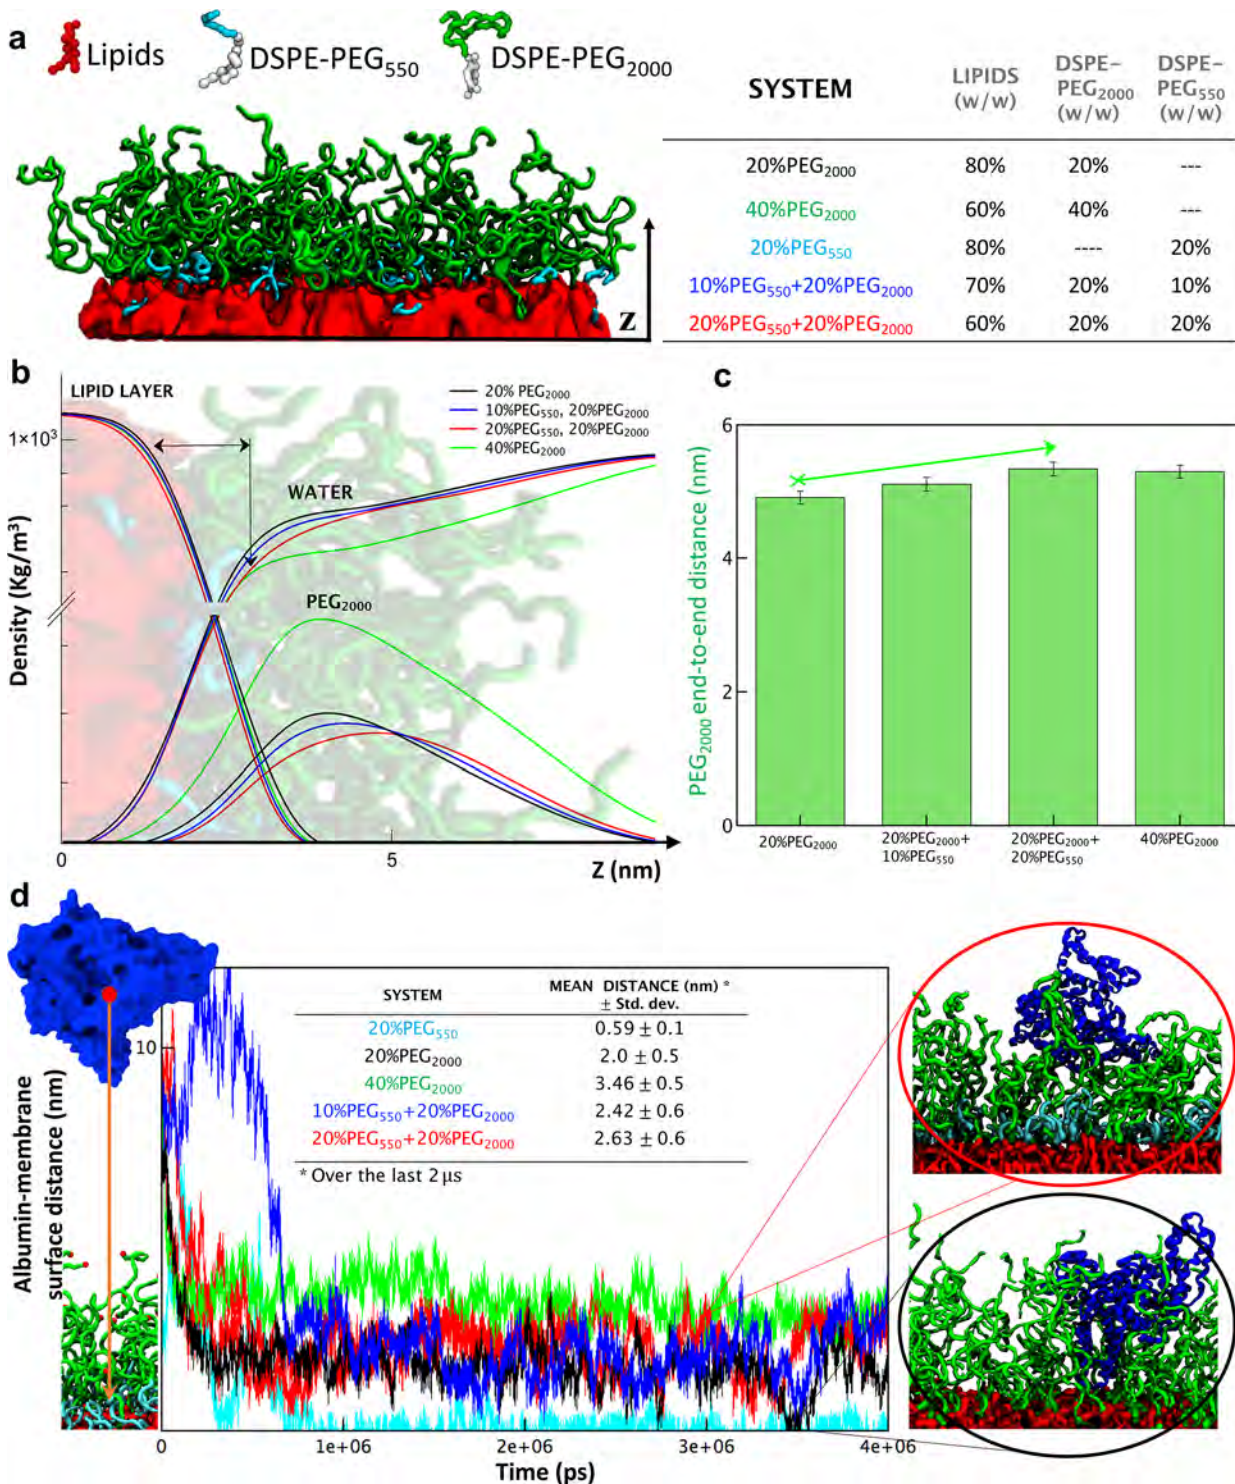 a
Lipids
DSPE-PEG550
DSPE-PEG2000
Z
SYSTEM
LIPIDS (w/w)
DSPE-PEG2000 (w/w)
DSPE-PEG550 (w/w)
20%PEG2000 80% 20% ---
40%PEG2000 60% 40% ---
20%PEG550 80% ---- 20%
10%PEG550+20%PEG2000 70% 20% 10%
20%PEG550+20%PEG2000 60% 20% 20%
b
LIPID LAYER
20% PEG2000
10%PEG550, 20%PEG2000
20%PEG550, 20%PEG2000
40%PEG2000
1×10³
WATER
PEG2000
Density (Kg/m³)
0
5
Z (nm)
c
PEG2000 end-to-end distance (nm)
6
4
2
0
20%PEG2000
20%PEG2000+
10%PEG550
20%PEG2000+
20%PEG550
40%PEG2000
d
Albumin-membrane
surface distance (nm)
10
SYSTEM
MEAN DISTANCE (nm) *
± Std. dev.
20%PEG550 0.59 ± 0.1
20%PEG2000 2.0 ± 0.5
40%PEG2000 3.46 ± 0.5
10%PEG550+20%PEG2000 2.42 ± 0.6
20%PEG550+20%PEG2000 2.63 ± 0.6
* Over the last 2 μs
0
1e+06
2e+06
3e+06
4e+06
Time (ps)